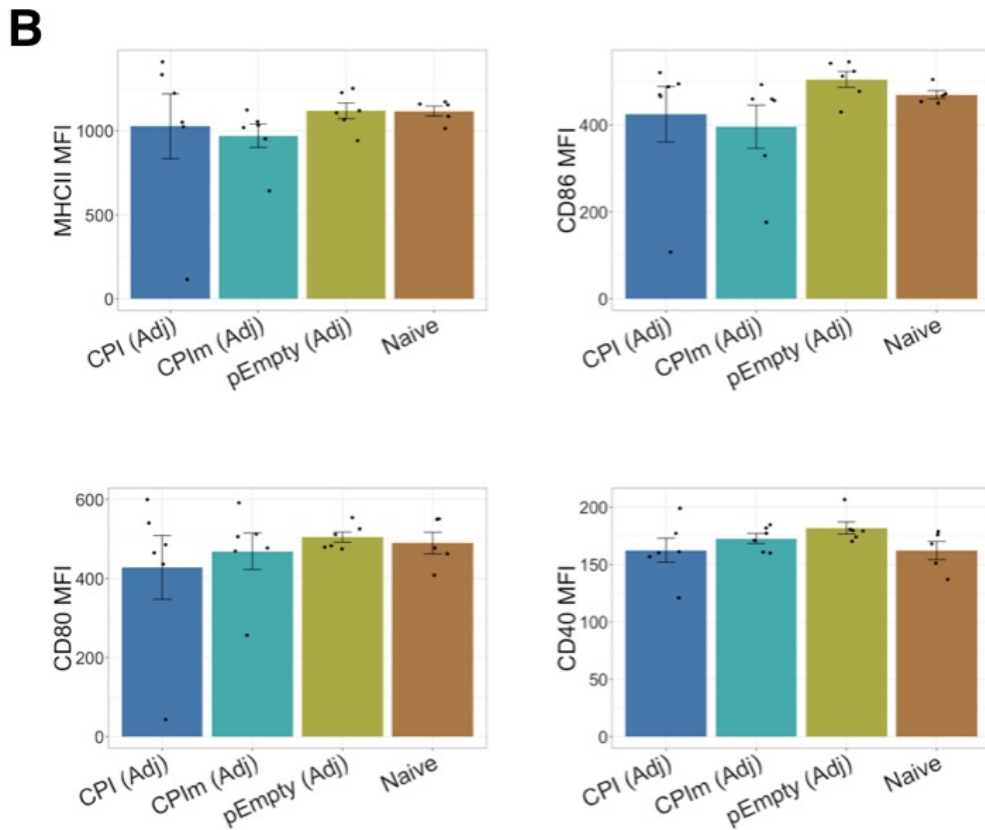 B
MHCII MFI
1000
500
0
CPI (Adj)
CPIm (Adj)
pEmpty (Adj)
Naive
CD86 MFI
400
200
0
CPI (Adj)
CPIm (Adj)
pEmpty (Adj)
Naive
CD80 MFI
600
400
200
0
CPI (Adj)
CPIm (Adj)
pEmpty (Adj)
Naive
CD40 MFI
200
150
100
50
0
CPI (Adj)
CPIm (Adj)
pEmpty (Adj)
Naive